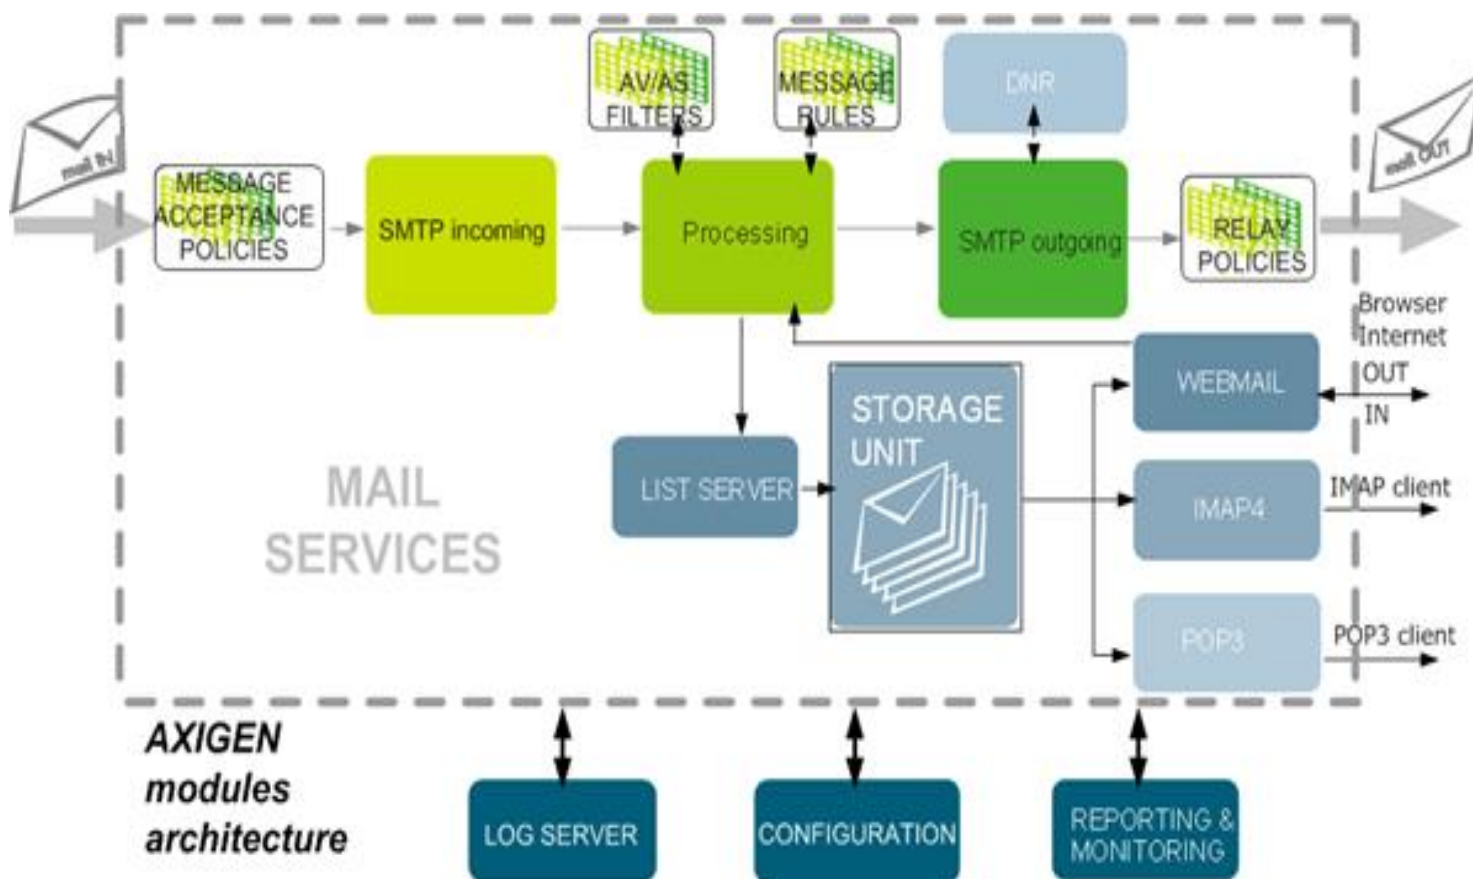 AV/AS
FILTERS
MESSAGE
RULES
DNR
mail IN
mail OUT
MESSAGE
ACCEPTANCE
POLICIES
SMTP incoming
Processing
SMTP outgoing
RELAY
POLICIES
Browser
Internet
OUT
IN
WEBMAIL
STORAGE
UNIT
LIST SERVER
IMAP4
IMAP client
MAIL
SERVICES
POP3
POP3 client
AXIGEN
modules
architecture
LOG SERVER
CONFIGURATION
REPORTING &
MONITORING